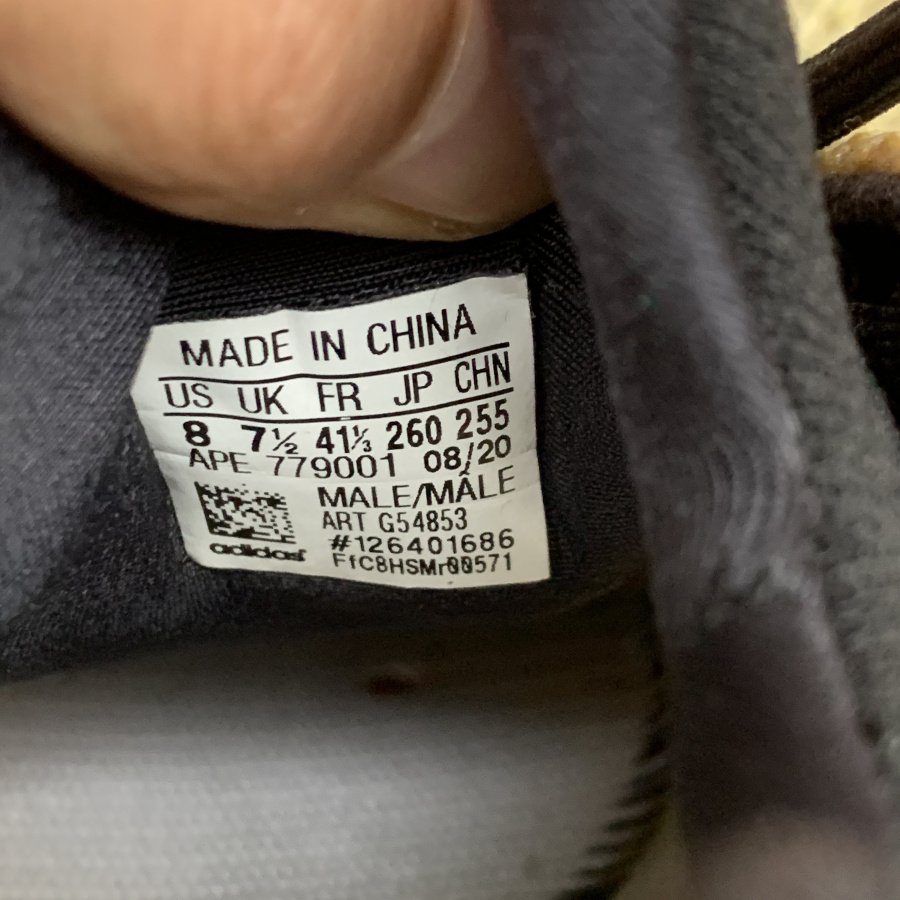 MADE IN CHINA
US UK FR JP CHN
8 7½ 41⅓ 260 255
APE 779001 08/20
MALE/MÂLE
ART G54853
#126401686
FfC8HSMr00571
adidas